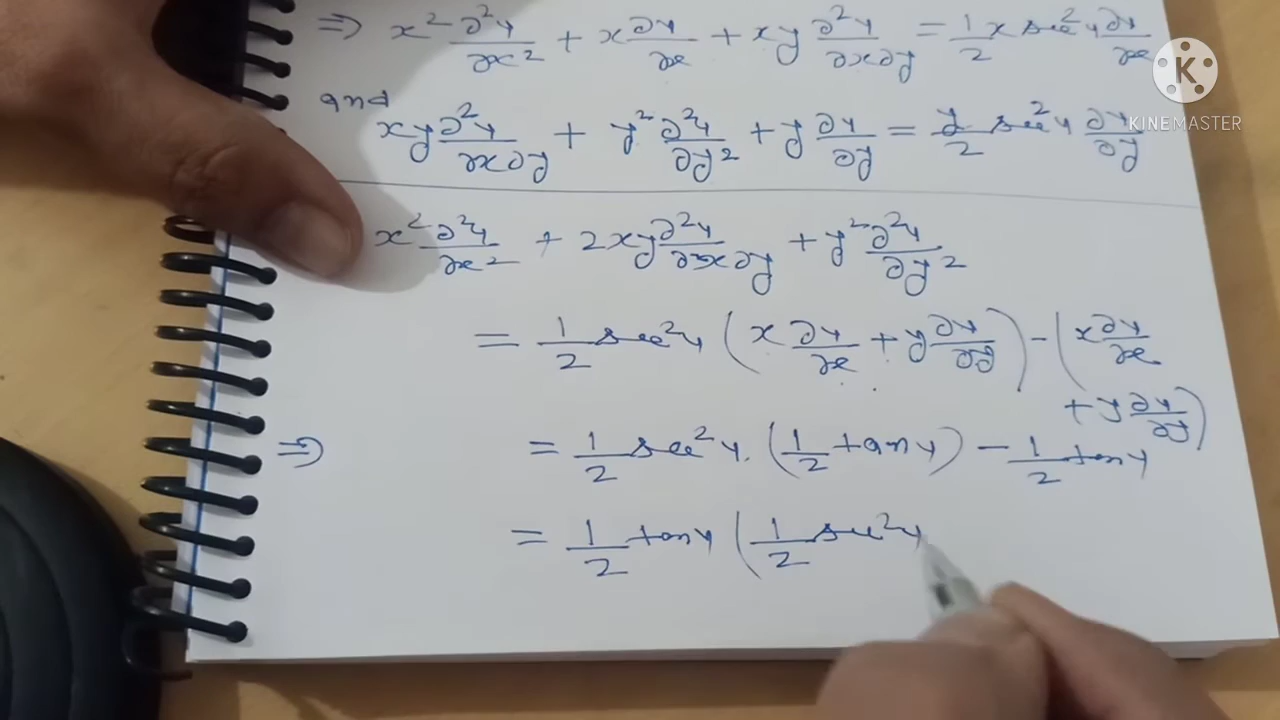 ⇒ x² ∂²u/∂x² + x ∂u/∂x + xy ∂²u/∂x∂y = 1/2 x sec²u ∂u/∂x
and
xy ∂²u/∂x∂y + y² ∂²u/∂y² + y ∂u/∂y = y/2 sec²u ∂u/∂y
x² ∂²u/∂x² + 2xy ∂²u/∂x∂y + y² ∂²u/∂y²
= 1/2 sec²u (x ∂u/∂x + y ∂u/∂y) - (x ∂u/∂x
+ y ∂u/∂y)
⇒ = 1/2 sec²u. (1/2 tan u) - 1/2 tan u
= 1/2 tan u (1/2 sec²u
K
KINEMASTER